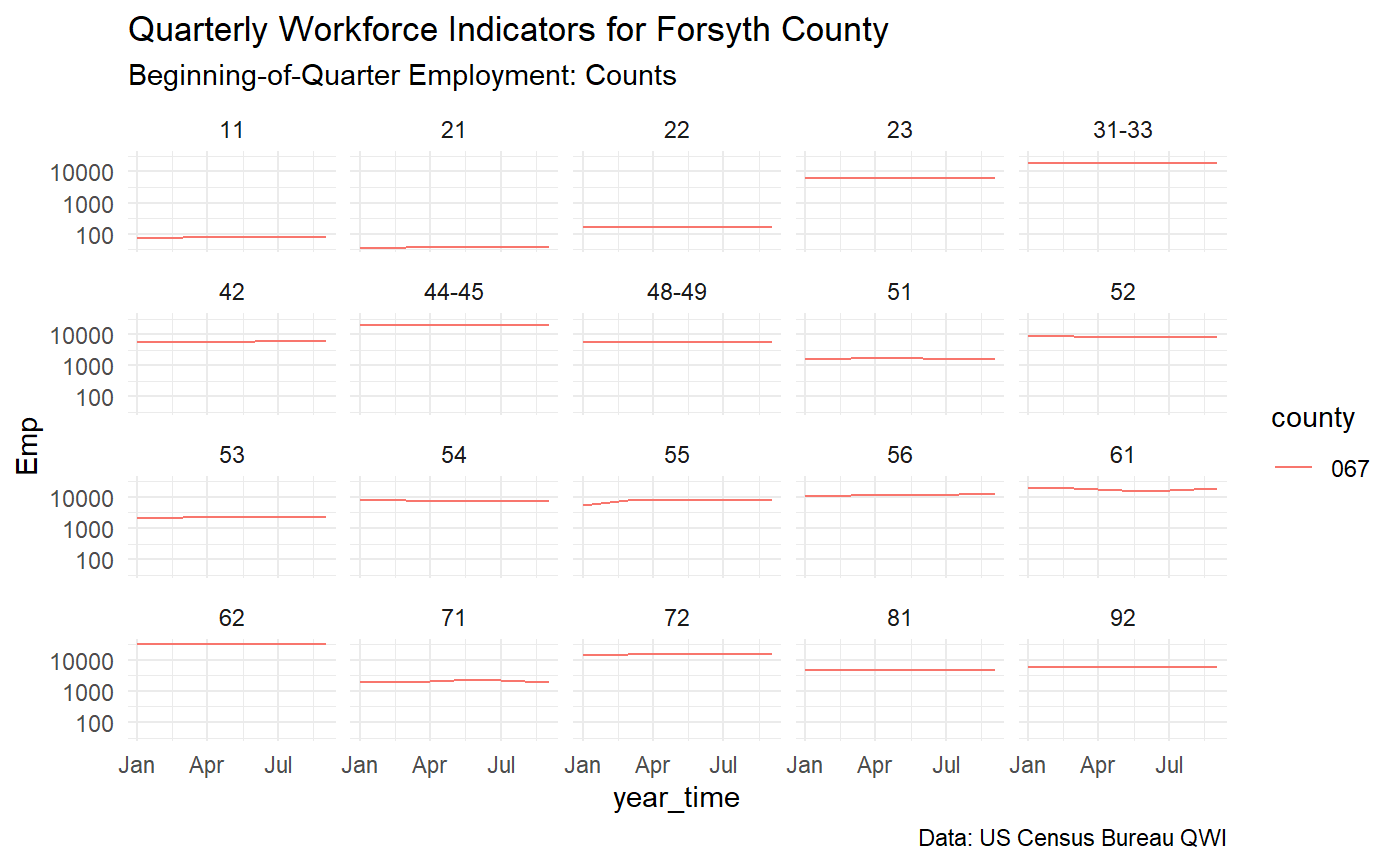 Quarterly Workforce Indicators for Forsyth County
Beginning-of-Quarter Employment: Counts
11 21 22 23 31-33
10000
1000
100
42 44-45 48-49 51 52
10000
1000
100
53 54 55 56 61
10000
1000
100
62 71 72 81 92
10000
1000
100
Jan Apr Jul Jan Apr Jul Jan Apr Jul Jan Apr Jul Jan Apr Jul
year_time
Emp
county
067
Data: US Census Bureau QWI